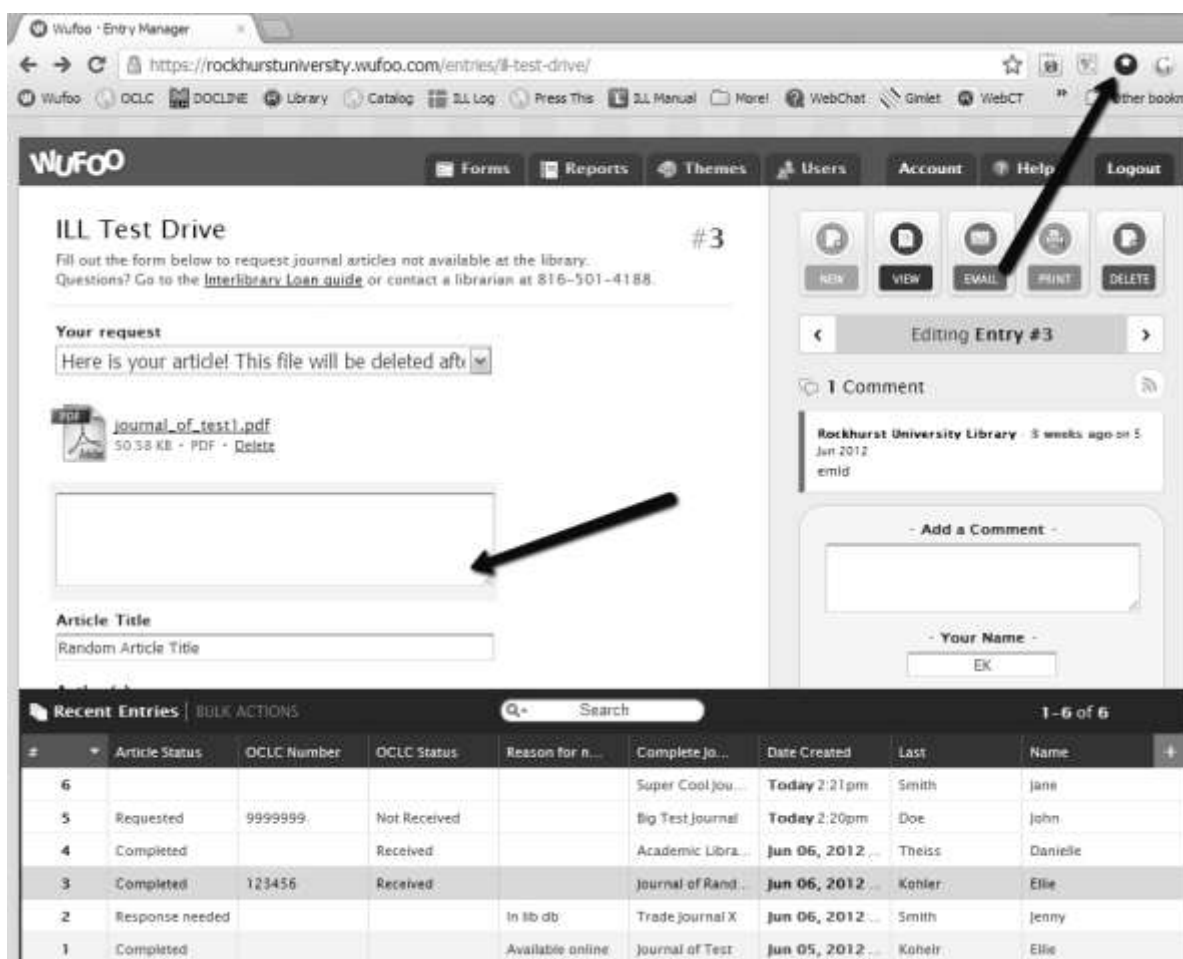 Wufoo · Entry Manager
https://rockhurstuniversity.wufoo.com/entries/ill-test-drive/
Wufoo OCLC DOCLINE Library Catalog ILL Log Press This ILL Manual More! WebChat Gimlet WebCT » Other bookm
WUFOO Forms Reports Themes Users Account Help Logout
ILL Test Drive #3
Fill out the form below to request journal articles not available at the library.
Questions? Go to the Interlibrary Loan guide or contact a librarian at 816-501-4188.
NEW VIEW EMAIL PRINT DELETE
Your request
Here is your article! This file will be deleted afte
‹ Editing Entry #3 ›
journal_of_test1.pdf
50.58 KB • PDF • Delete
1 Comment
Rockhurst University Library 3 weeks ago on 5
Jun 2012
emld
- Add a Comment -
Article Title
Random Article Title
- Your Name -
EK
Recent Entries | BULK ACTIONS Search 1-6 of 6
# Article Status OCLC Number OCLC Status Reason for n... Complete Jo... Date Created Last Name +
6 Super Cool Jou... Today 2:21pm Smith Jane
5 Requested 9999999 Not Received Big Test Journal Today 2:20pm Doe John
4 Completed Received Academic Libra... Jun 06, 2012 ... Theiss Danielle
3 Completed 123456 Received Journal of Rand... Jun 06, 2012 ... Kohler Ellie
2 Response needed In lib db Trade Journal X Jun 06, 2012 ... Smith Jenny
1 Completed Available online Journal of Test Jun 05, 2012 ... Koheir Ellie